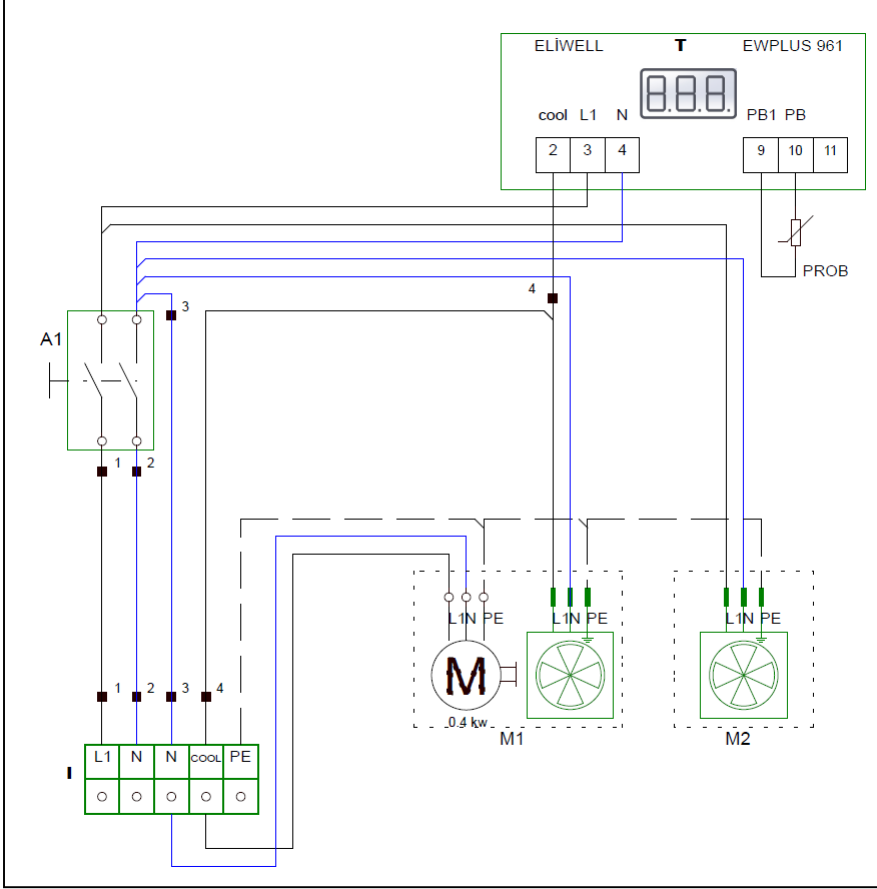 ELİWELL T EWPLUS 961
cool L1 N PB1 PB
2 3 4 9 10 11
PROB
4
3
A1
1 2
L1N PE L1N PE L1N PE
M
0.4 kw
M1 M2
1 2 3 4
L1 N N COOL PE
I